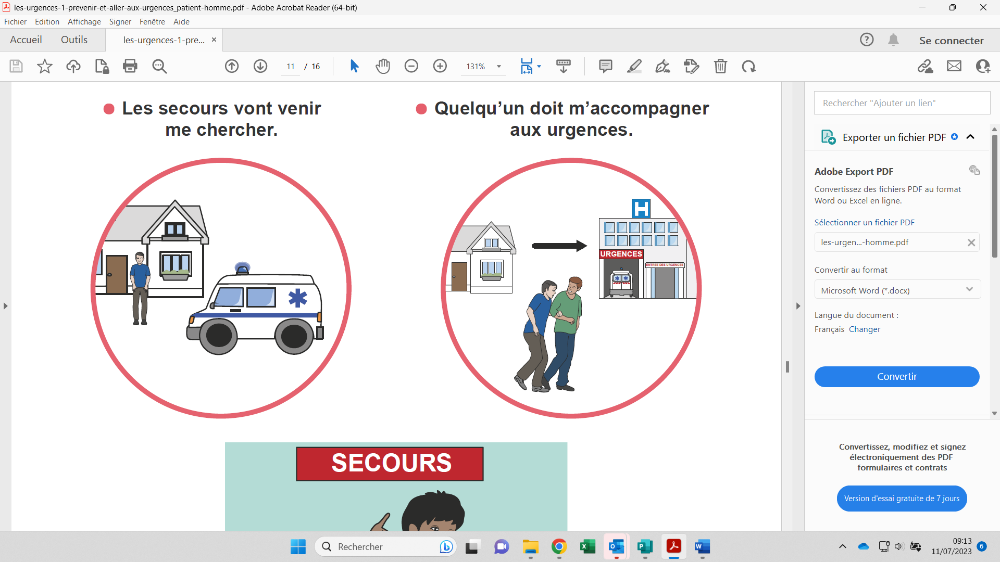 les-urgences-1-prevenir-et-aller-aux-urgences_patient-homme.pdf - Adobe Acrobat Reader (64-bit)
Fichier Edition Affichage Signer Fenêtre Aide
Accueil Outils les-urgences-1-pre... Se connecter
11 / 16 131%
Les secours vont venir
me chercher.
Quelqu’un doit m’accompagner
aux urgences.
H
URGENCES
ENTREE DES URGENCES
SECOURS
Rechercher "Ajouter un lien"
Exporter un fichier PDF
Adobe Export PDF
Convertissez des fichiers PDF au format
Word ou Excel en ligne.
Sélectionner un fichier PDF
les-urgen...-homme.pdf
Convertir au format
Microsoft Word (*.docx)
Langue du document :
Français Changer
Convertir
Convertissez, modifiez et signez
électroniquement des PDF
formulaires et contrats
Version d'essai gratuite de 7 jours
Rechercher
09:13
11/07/2023
6